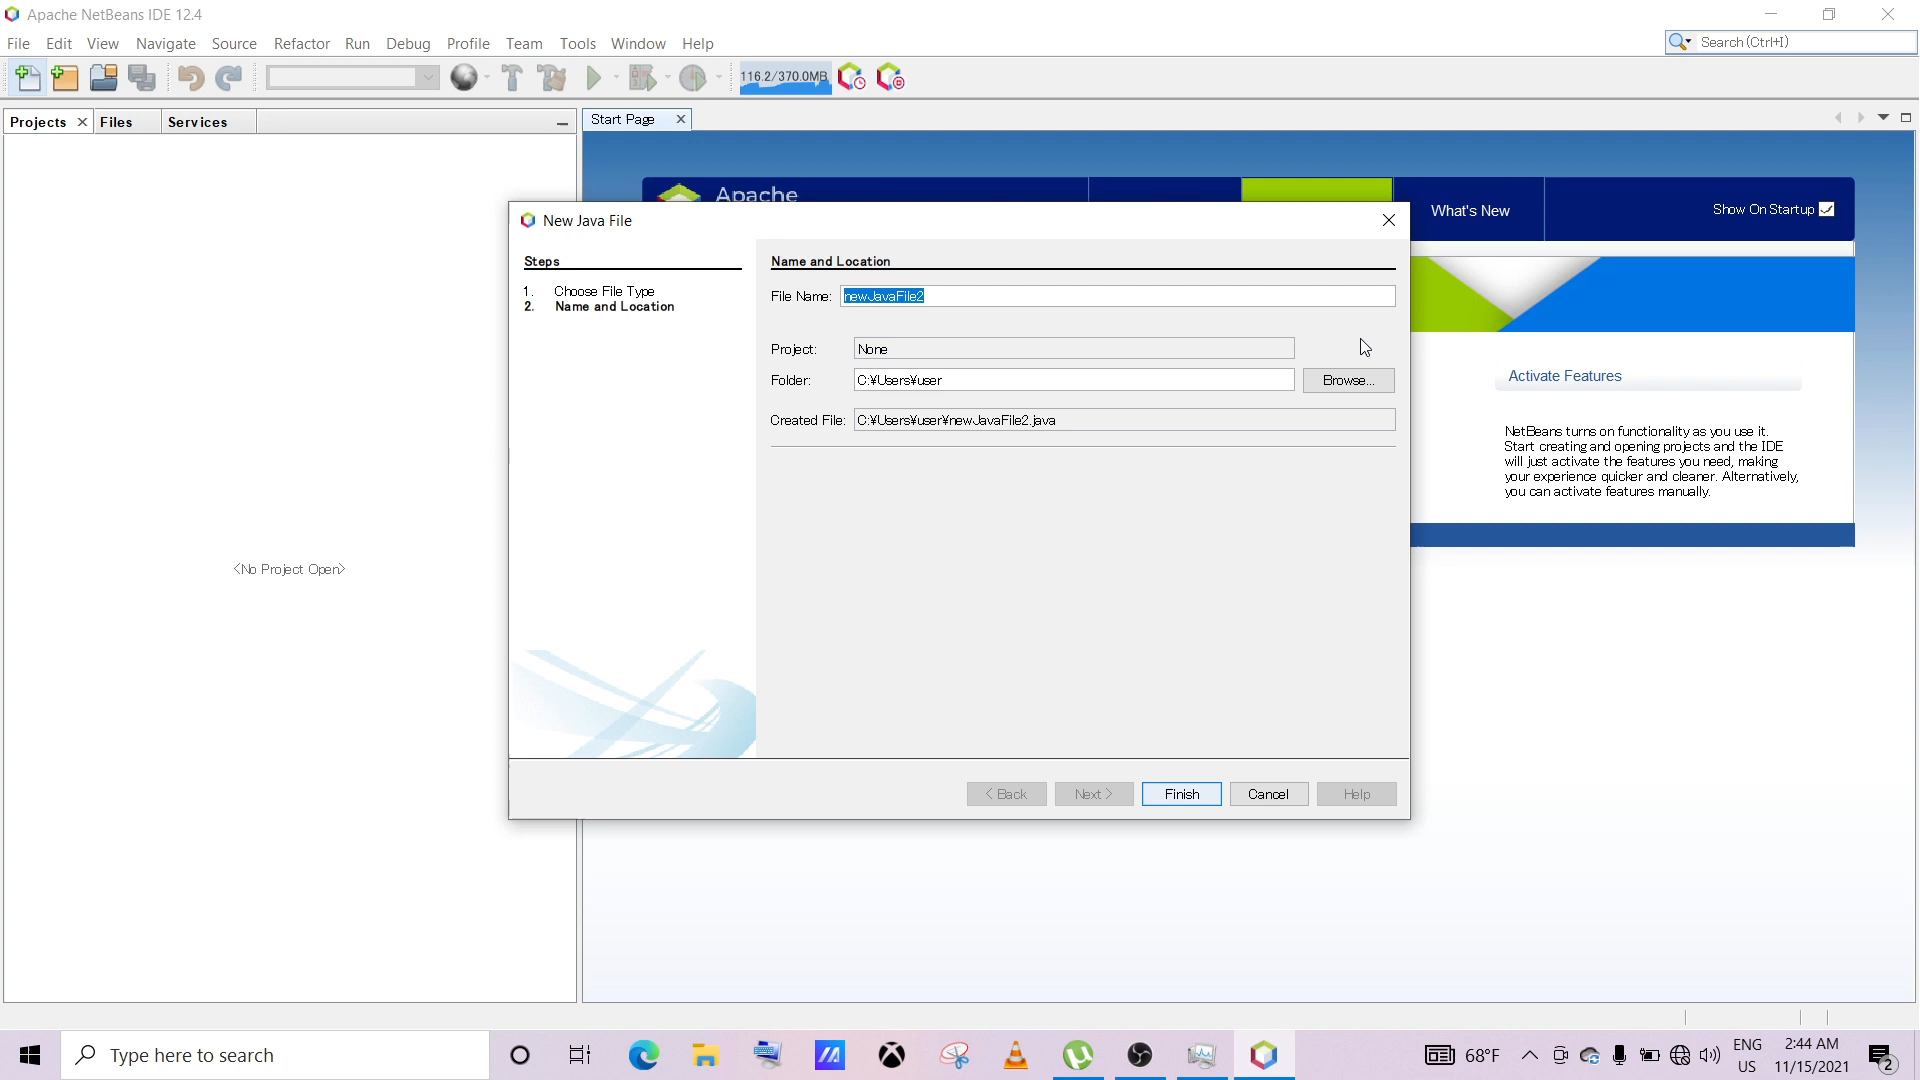 Apache NetBeans IDE 12.4
File Edit View Navigate Source Refactor Run Debug Profile Team Tools Window Help
Search (Ctrl+I)
116.2/370.0MB
Projects Files Services
Start Page
Apache
What's New
Show On Startup
New Java File
Steps
1. Choose File Type
2. Name and Location
Name and Location
File Name: newJavaFile2
Project: None
Folder: C:¥Users¥user
Browse...
Created File: C:¥Users¥user¥newJavaFile2.java
Activate Features
NetBeans turns on functionality as you use it.
Start creating and opening projects and the IDE
will just activate the features you need, making
your experience quicker and cleaner. Alternatively,
you can activate features manually.
<No Project Open>
< Back Next > Finish Cancel Help
Type here to search
68°F
ENG
US
2:44 AM
11/15/2021
2